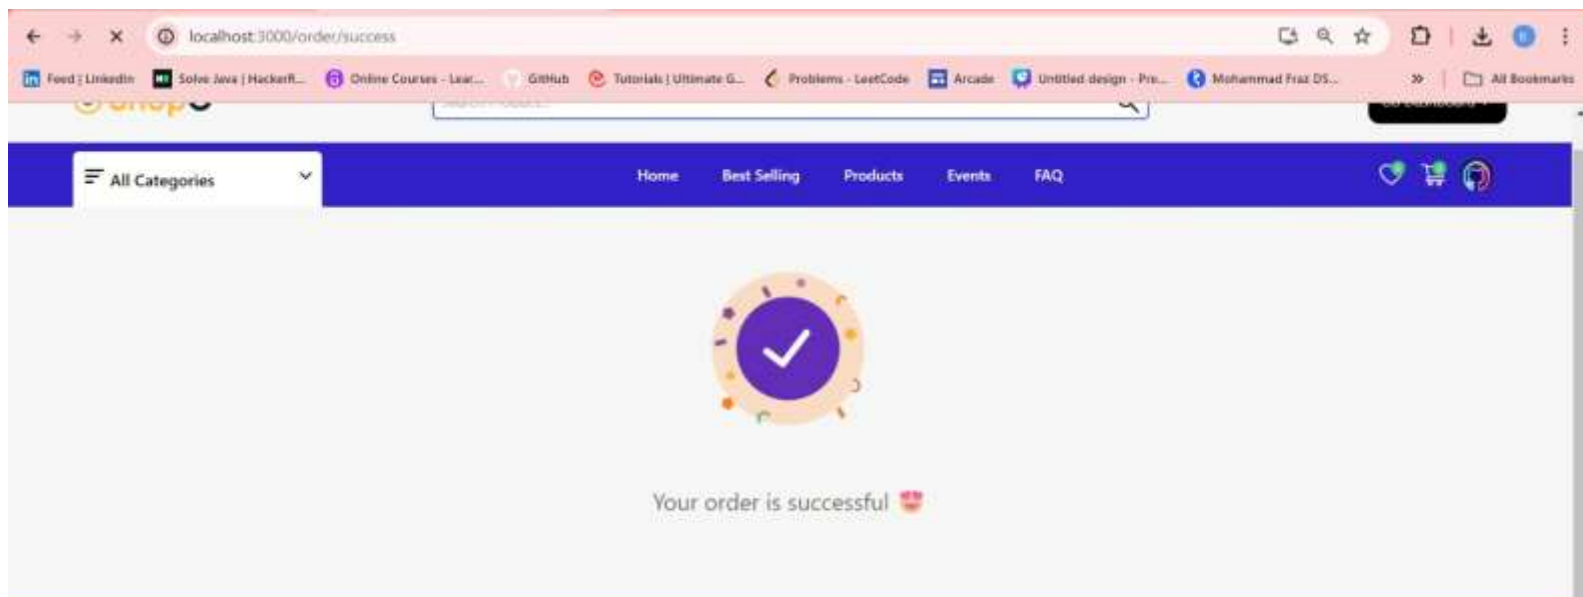 localhost:3000/order/success
Feed | LinkedIn Solve Java | HackerR... Online Courses - Lear... GitHub Tutorials | Ultimate G... Problems - LeetCode Arcade Untitled design - Pre... Mohammad Fraz DS... » All Bookmarks
All Categories Home Best Selling Products Events FAQ
Your order is successful 😍